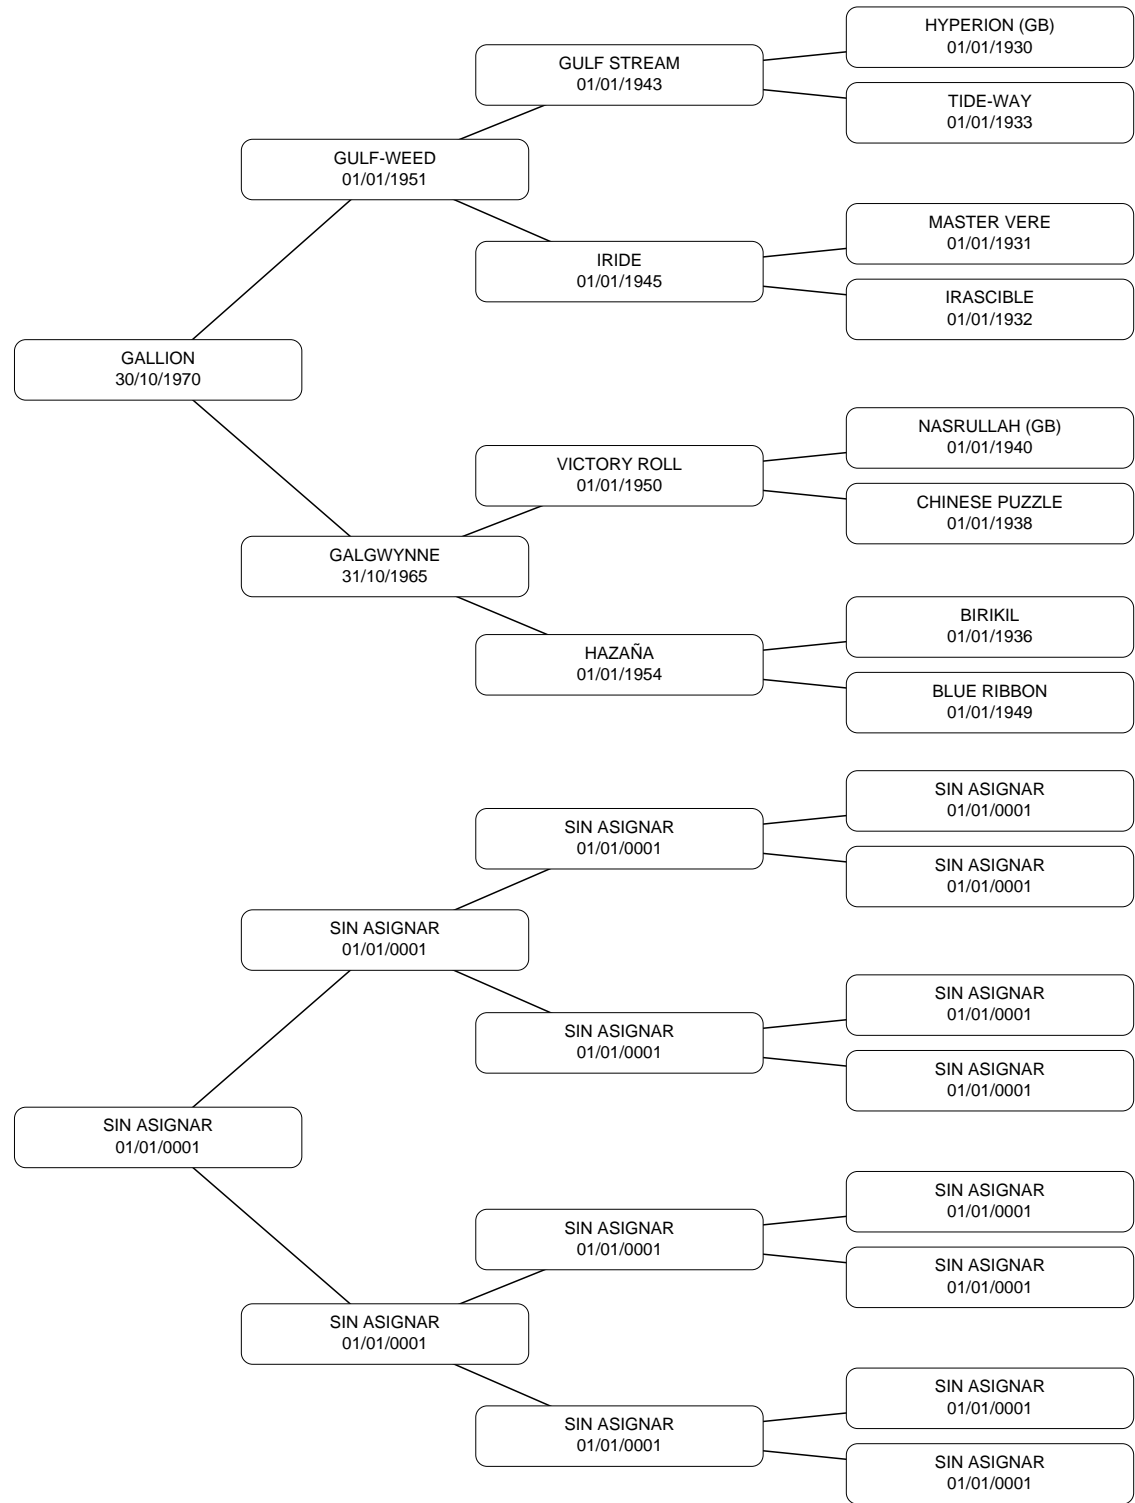 HYPERION (GB)
01/01/1930
GULF STREAM
01/01/1943
TIDE-WAY
01/01/1933
GULF-WEED
01/01/1951
MASTER VERE
01/01/1931
IRIDE
01/01/1945
IRASCIBLE
01/01/1932
GALLION
30/10/1970
NASRULLAH (GB)
01/01/1940
VICTORY ROLL
01/01/1950
CHINESE PUZZLE
01/01/1938
GALGWYNNE
31/10/1965
BIRIKIL
01/01/1936
HAZAÑA
01/01/1954
BLUE RIBBON
01/01/1949
SIN ASIGNAR
01/01/0001
SIN ASIGNAR
01/01/0001
SIN ASIGNAR
01/01/0001
SIN ASIGNAR
01/01/0001
SIN ASIGNAR
01/01/0001
SIN ASIGNAR
01/01/0001
SIN ASIGNAR
01/01/0001
SIN ASIGNAR
01/01/0001
SIN ASIGNAR
01/01/0001
SIN ASIGNAR
01/01/0001
SIN ASIGNAR
01/01/0001
SIN ASIGNAR
01/01/0001
SIN ASIGNAR
01/01/0001
SIN ASIGNAR
01/01/0001
SIN ASIGNAR
01/01/0001